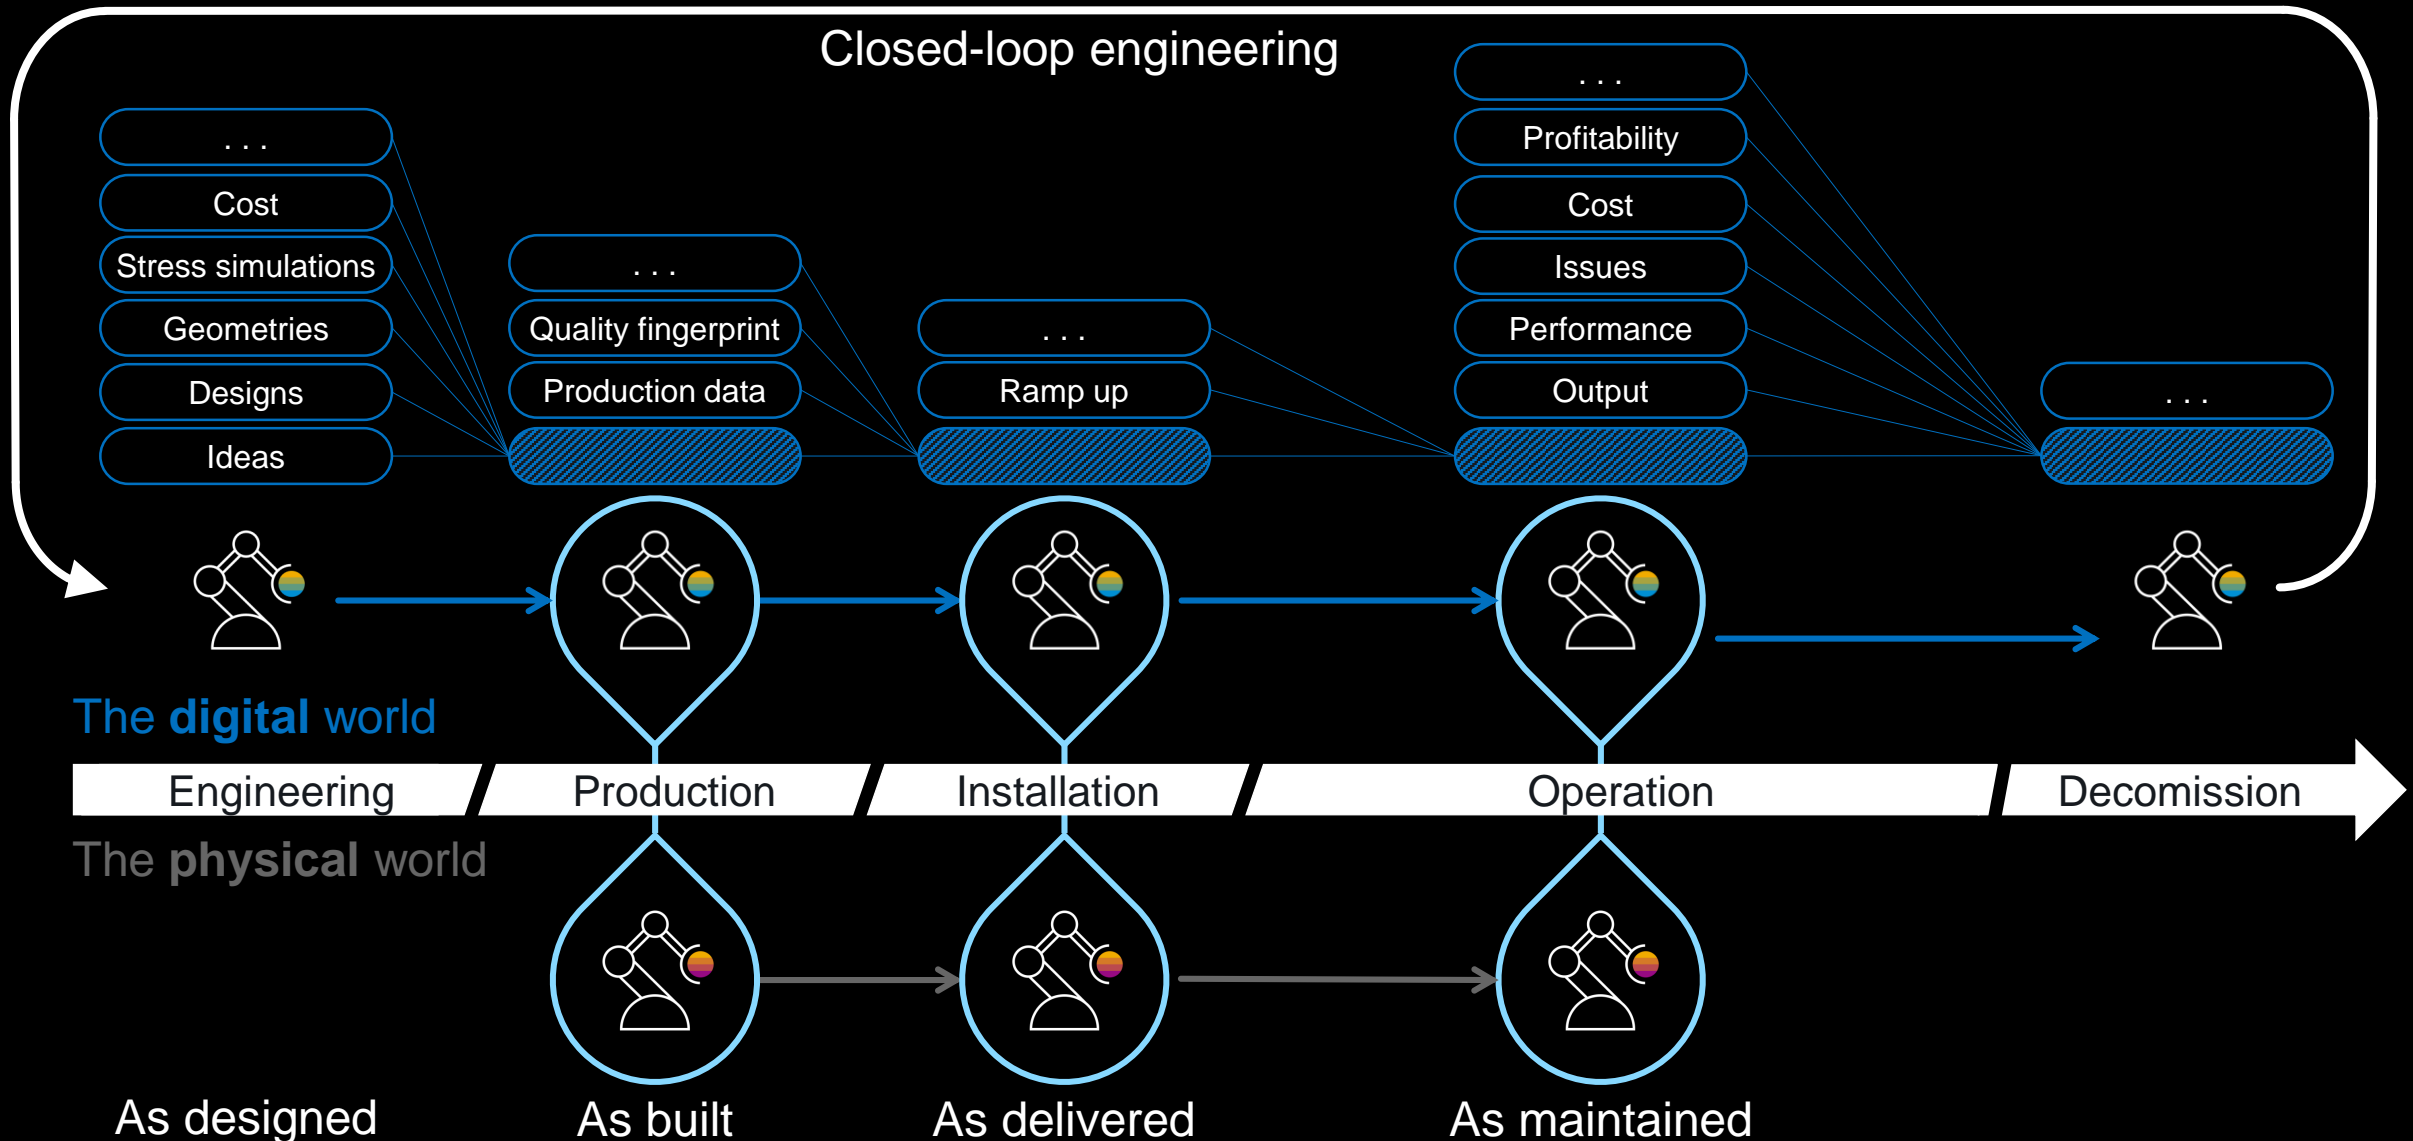 Closed-loop engineering
. . .
Cost
Stress simulations
Geometries
Designs
Ideas
. . .
Quality fingerprint
Production data
. . .
Ramp up
. . .
Profitability
Cost
Issues
Performance
Output
. . .
The digital world
Engineering
Production
Installation
Operation
Decomission
The physical world
As designed
As built
As delivered
As maintained